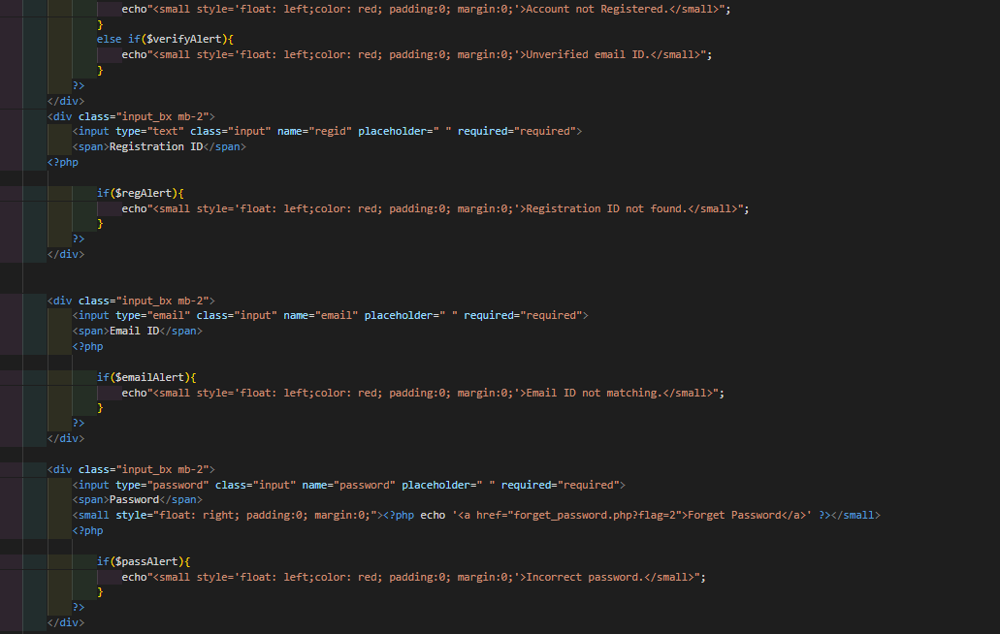 echo"<small style='float: left;color: red; padding:0; margin:0;'>Account not Registered.</small>";
}
else if($verifyAlert){
echo"<small style='float: left;color: red; padding:0; margin:0;'>Unverified email ID.</small>";
}
?>
</div>
<div class="input_bx mb-2">
<input type="text" class="input" name="regid" placeholder=" " required="required">
<span>Registration ID</span>
<?php
if($regAlert){
echo"<small style='float: left;color: red; padding:0; margin:0;'>Registration ID not found.</small>";
}
?>
</div>
<div class="input_bx mb-2">
<input type="email" class="input" name="email" placeholder=" " required="required">
<span>Email ID</span>
<?php
if($emailAlert){
echo"<small style='float: left;color: red; padding:0; margin:0;'>Email ID not matching.</small>";
}
?>
</div>
<div class="input_bx mb-2">
<input type="password" class="input" name="password" placeholder=" " required="required">
<span>Password</span>
<small style="float: right; padding:0; margin:0;"><?php echo '<a href="forget_password.php?flag=2">Forget Password</a>' ?></small>
<?php
if($passAlert){
echo"<small style='float: left;color: red; padding:0; margin:0;'>Incorrect password.</small>";
}
?>
</div>